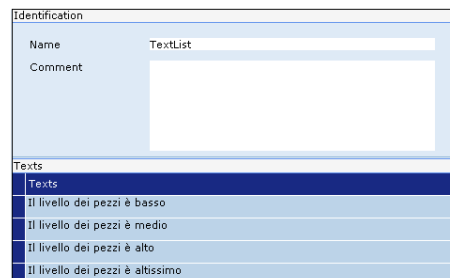 Identification
Name TextList
Comment
Texts
Texts
Il livello dei pezzi è basso
Il livello dei pezzi è medio
Il livello dei pezzi è alto
Il livello dei pezzi è altissimo